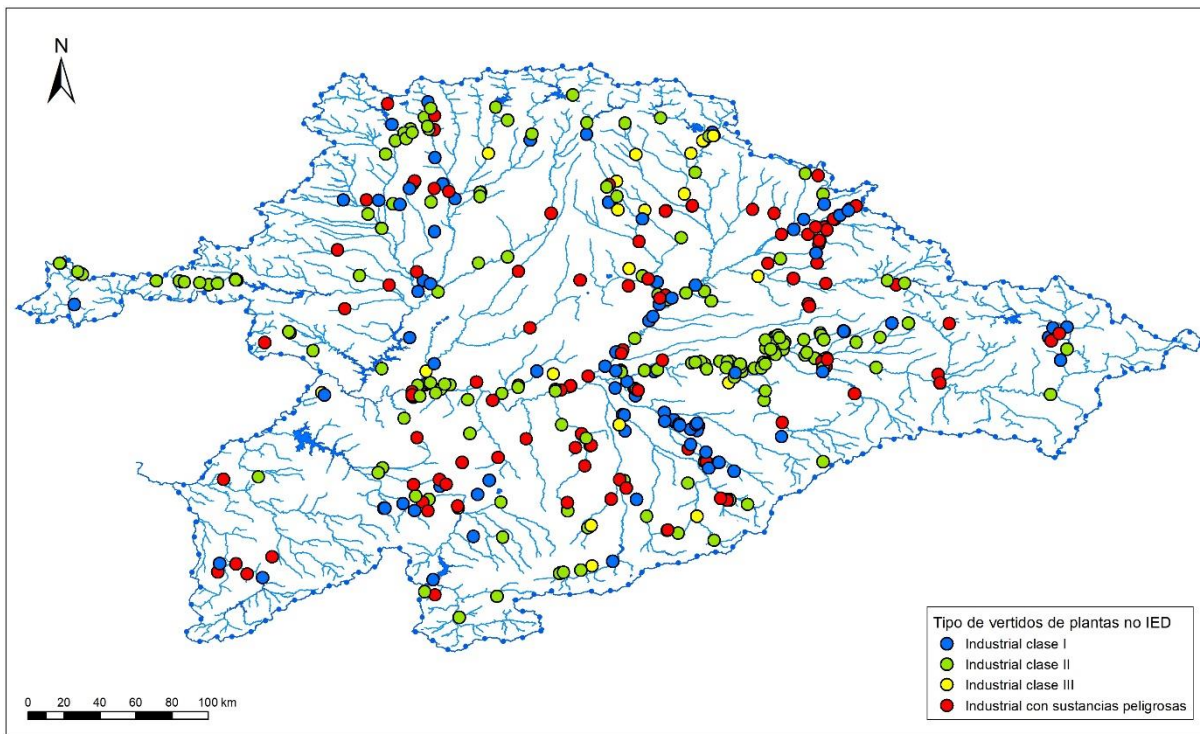 N
Tipo de vertidos de plantas no IED
Industrial clase I
Industrial clase II
Industrial clase III
Industrial con sustancias peligrosas
0 20 40 60 80 100 km